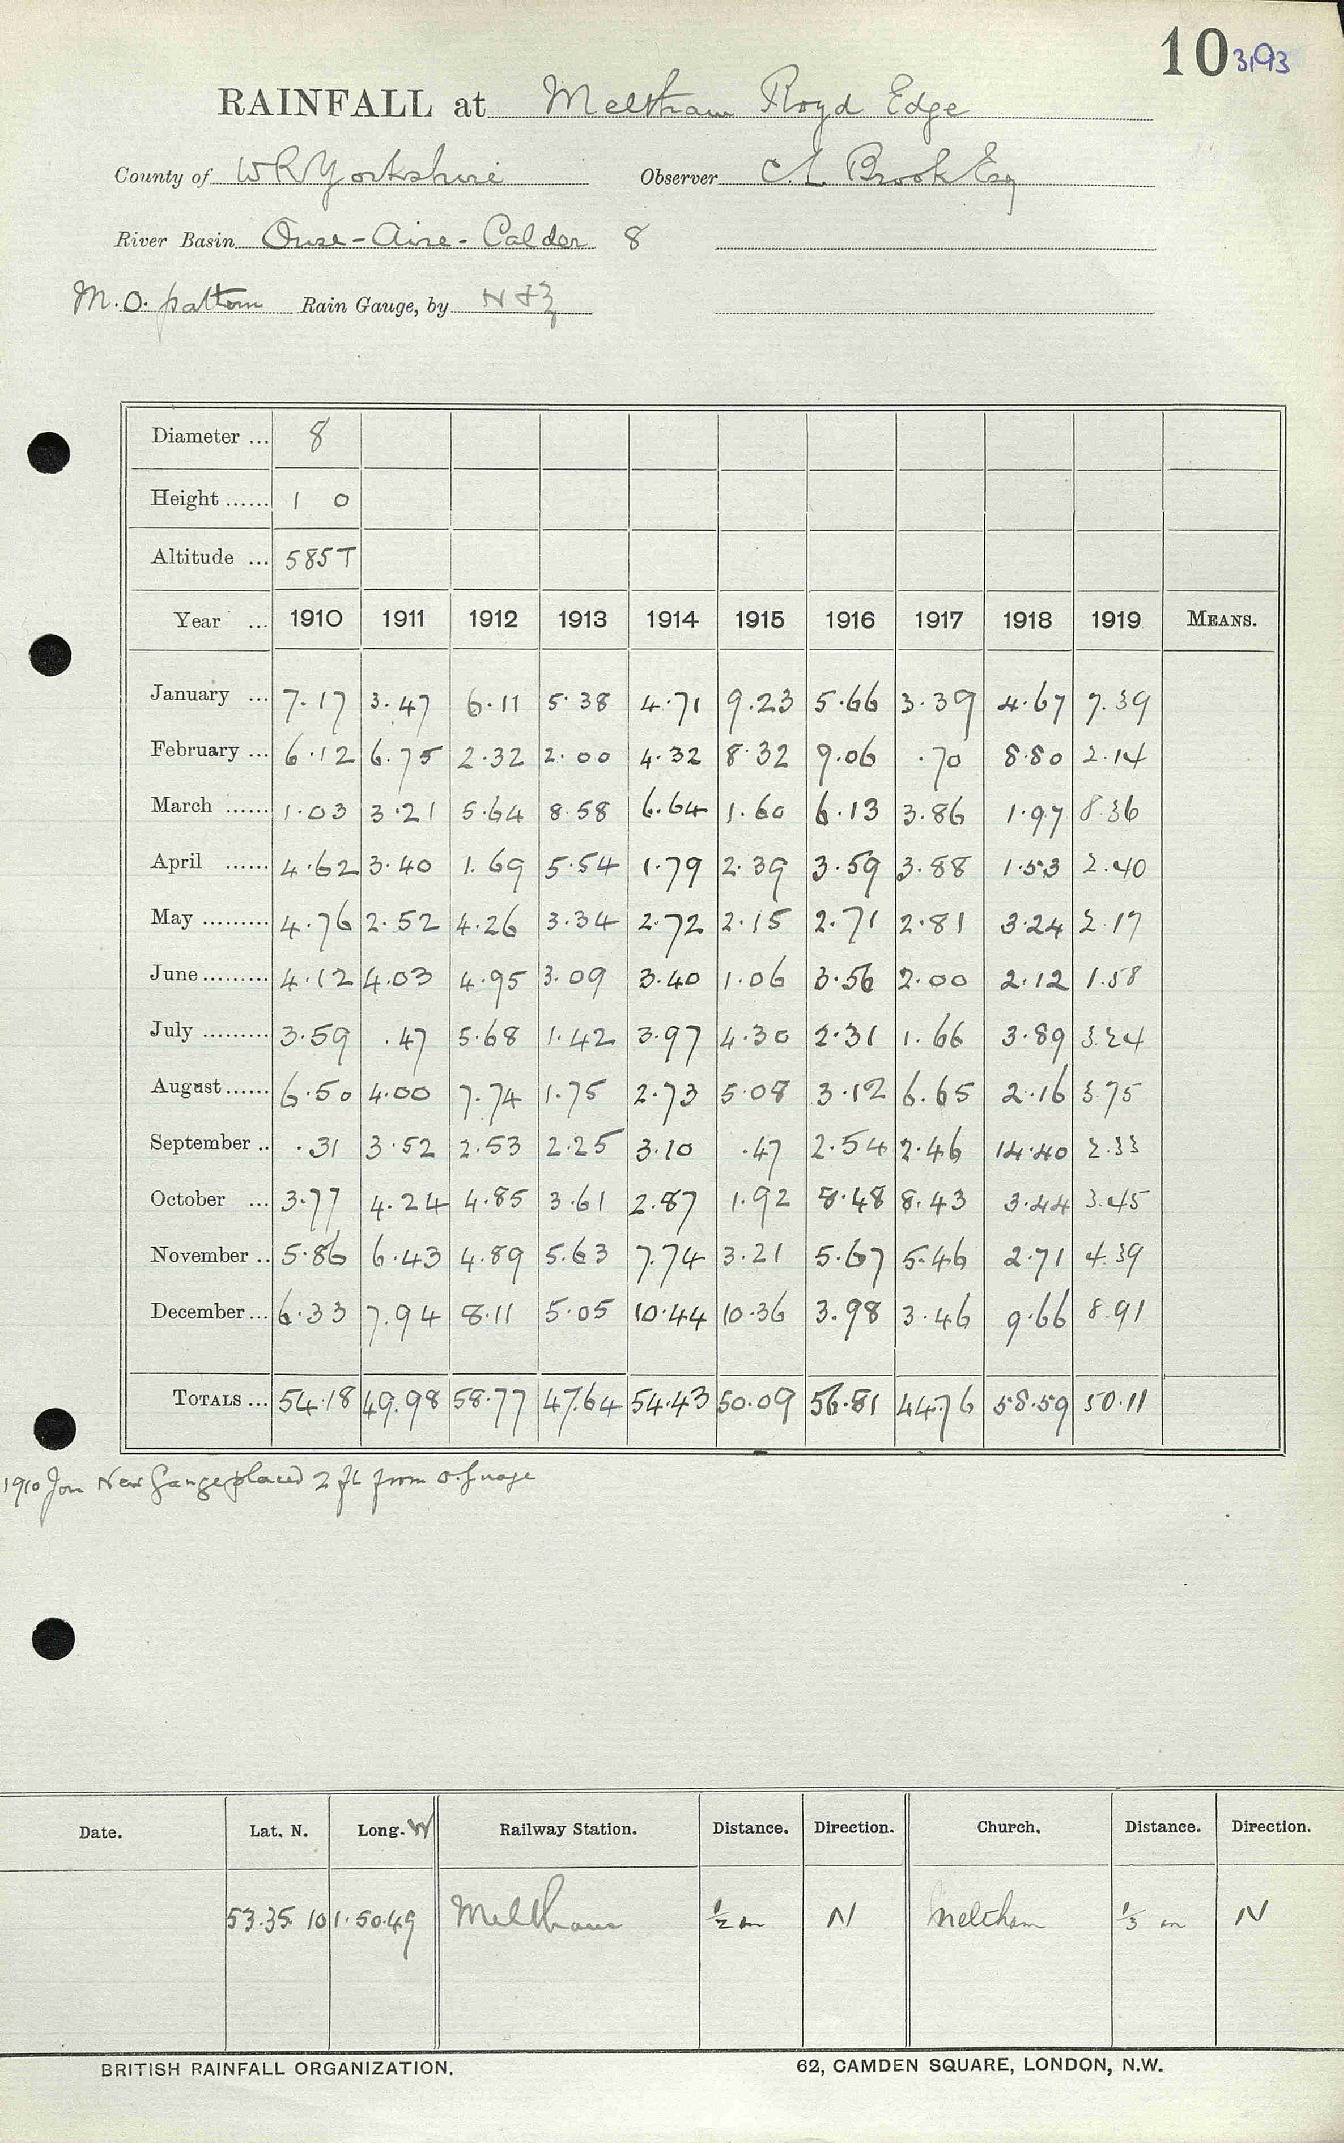 10 3193
RAINFALL at Meltham Royd Edge
County of W R Yorkshire Observer C. L. Brook Esq
River Basin Ouse - Aire - Calder 8
M.O. pattern Rain Gauge, by N & Z
Diameter ... 8
Height ...... 1 0
Altitude ... 585T
Year ... 1910 1911 1912 1913 1914 1915 1916 1917 1918 1919 MEANS.
January ... 7.17 3.47 6.11 5.38 4.71 9.23 5.66 3.39 4.67 7.39
February ... 6.12 6.75 2.32 2.00 4.32 8.32 9.06 .70 8.80 2.14
March ...... 1.03 3.21 5.64 8.58 6.64 1.60 6.13 3.86 1.97 8.36
April ...... 4.62 3.40 1.69 5.54 1.79 2.39 3.59 3.88 1.53 2.40
May ......... 4.76 2.52 4.26 3.34 2.72 2.15 2.71 2.81 3.24 2.17
June ......... 4.12 4.03 4.95 3.09 3.40 1.06 3.56 2.00 2.12 1.58
July ......... 3.59 .47 5.68 1.42 3.97 4.30 2.31 1.66 3.89 3.24
August ...... 6.50 4.00 7.74 1.75 2.73 5.08 3.12 6.65 2.16 3.75
September .. .31 3.52 2.53 2.25 3.10 .47 2.54 2.46 14.40 2.33
October ... 3.77 4.24 4.85 3.61 2.87 1.92 8.48 8.43 3.44 3.45
November .. 5.86 6.43 4.89 5.63 7.74 3.21 5.67 5.46 2.71 4.39
December ... 6.33 7.94 8.11 5.05 10.44 10.36 3.98 3.46 9.66 8.91
TOTALS ... 54.18 49.98 58.77 47.64 54.43 50.09 56.81 44.76 58.59 50.11
1910 Jan New Gauge placed 2 ft from o. gauge
Date. Lat. N. Long. W Railway Station. Distance. Direction. Church. Distance. Direction.
53.35 10 1.50.49 Meltham 1/2 m N Meltham 1/3 m N
BRITISH RAINFALL ORGANIZATION. 62, CAMDEN SQUARE, LONDON, N.W.